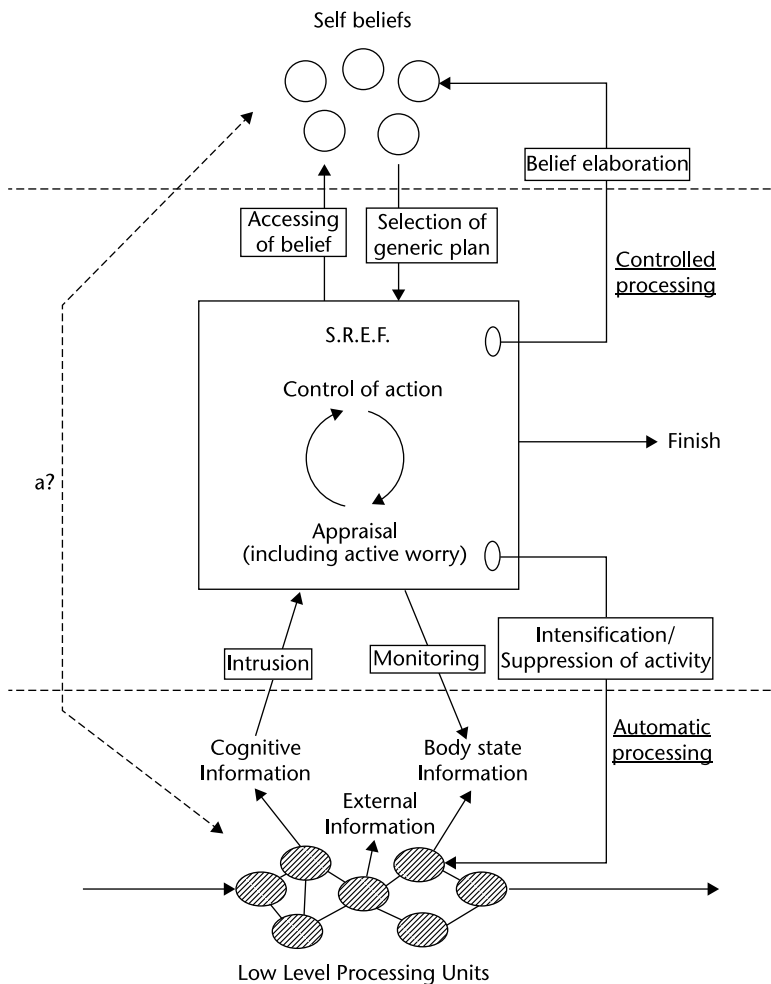 Self beliefs
Belief elaboration
Accessing
of belief
Selection of
generic plan
Controlled
processing
S.R.E.F.
Control of action
Finish
a?
Appraisal
(including active worry)
Intrusion
Monitoring
Intensification/
Suppression of activity
Automatic
processing
Cognitive
Information
Body state
Information
External
Information
Low Level Processing Units